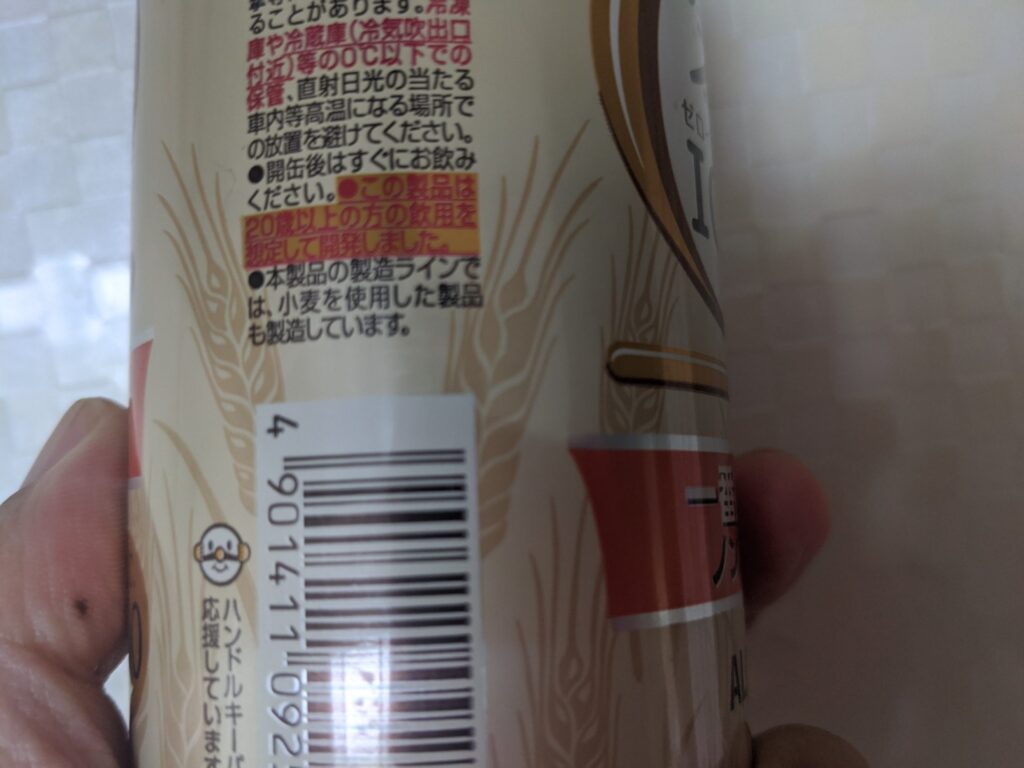 ることがあります。冷凍
庫や冷蔵庫(冷気吹出口
付近)等の0℃以下での
保管、直射日光の当たる
車内等高温になる場所で
の放置を避けてください。
●開缶後はすぐにお飲み
ください。●この製品は
20歳以上の方の飲用を
想定して開発しました。
●本製品の製造ラインで
は、小麦を使用した製品
も製造しています。
4 901411 092
ハンドルキーパ
応援しています
ゼロ
I
一番
ノン
AL